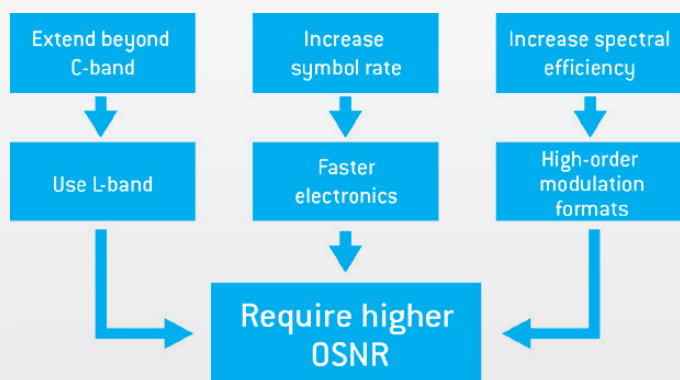 Extend beyond
C-band
Increase
symbol rate
Increase spectral
efficiency
Use L-band
Faster
electronics
High-order
modulation
formats
Require higher
OSNR